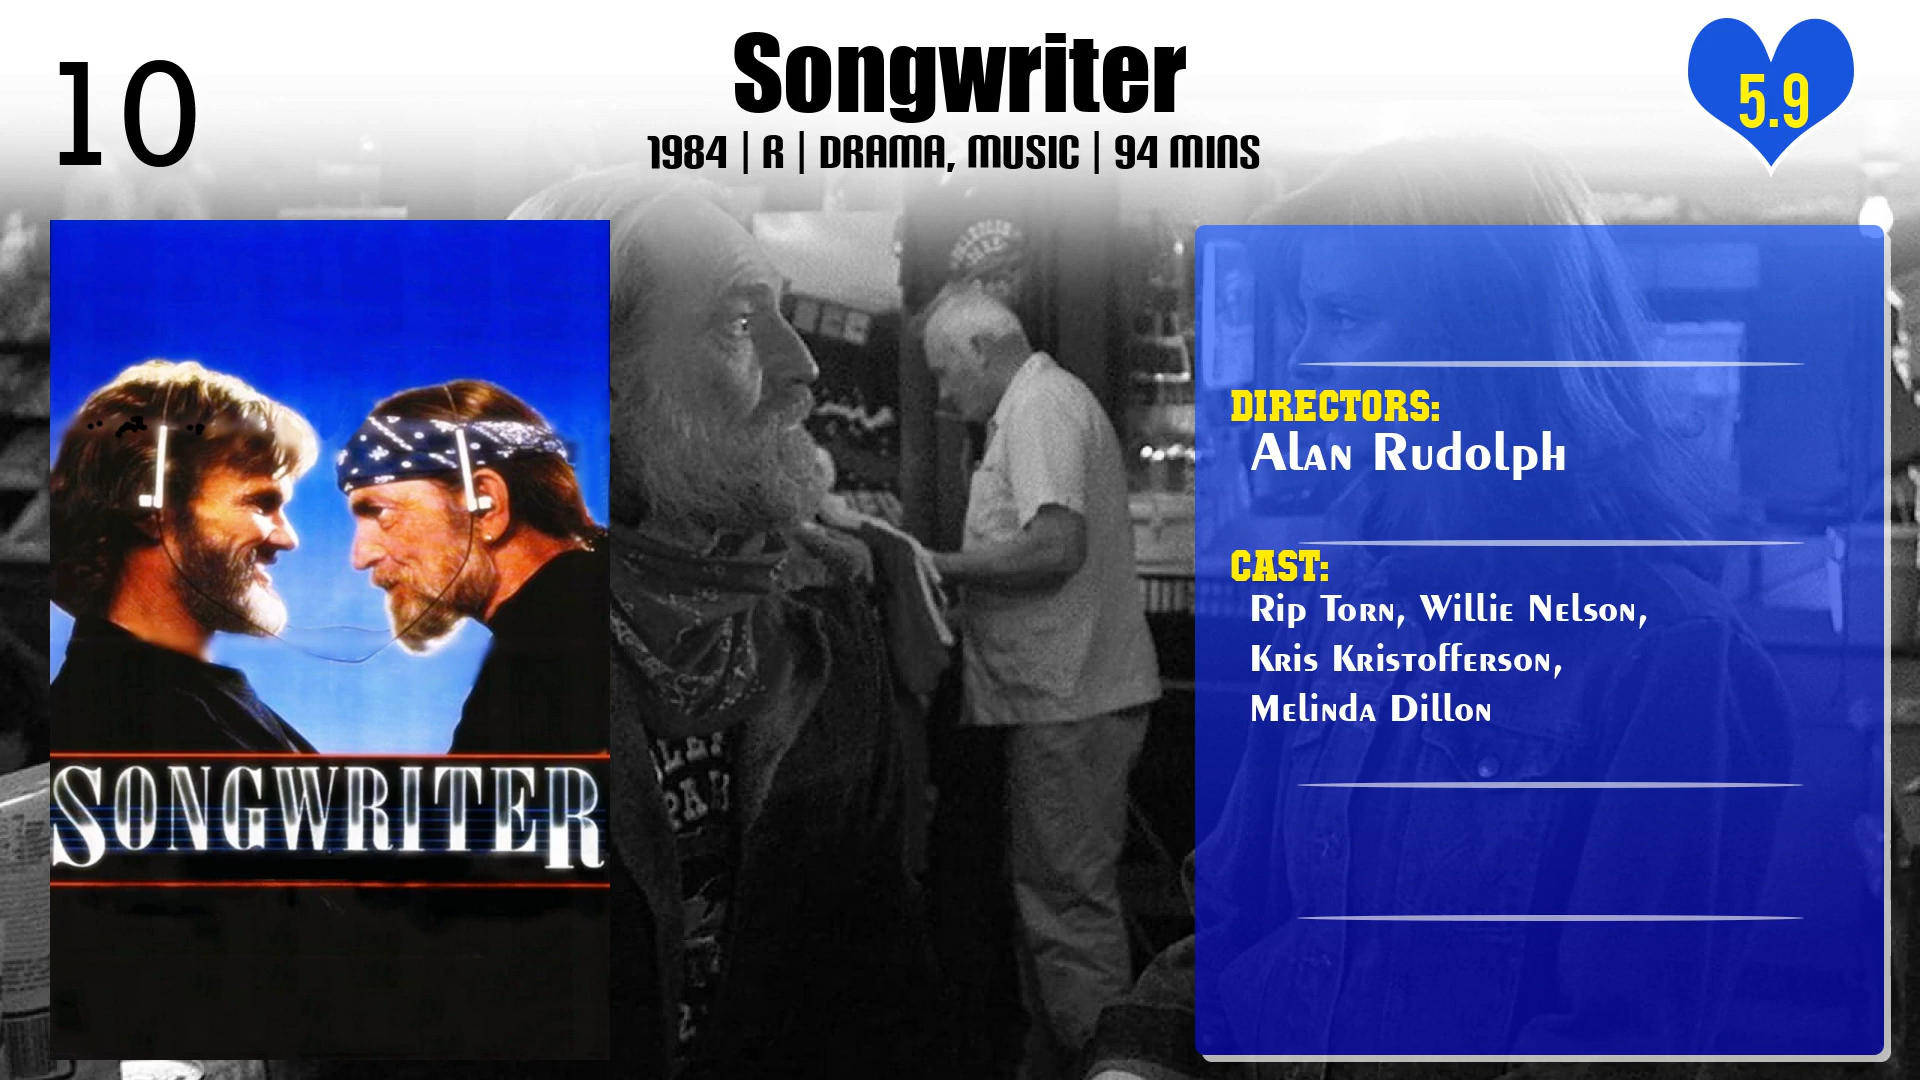 10
Songwriter
1984 | R | DRAMA, MUSIC | 94 MINS
5.9
SONGWRITER
DIRECTORS:
Alan Rudolph
CAST:
Rip Torn, Willie Nelson,
Kris Kristofferson,
Melinda Dillon